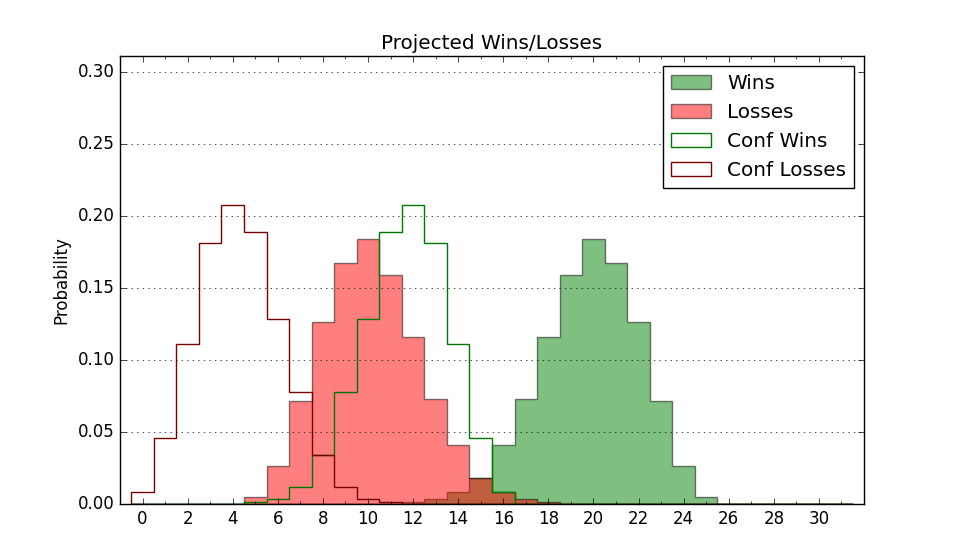 Projected Wins/Losses
0.30
0.25
0.20
0.15
0.10
0.05
0.00
Probability
Wins
Losses
Conf Wins
Conf Losses
0 2 4 6 8 10 12 14 16 18 20 22 24 26 28 30